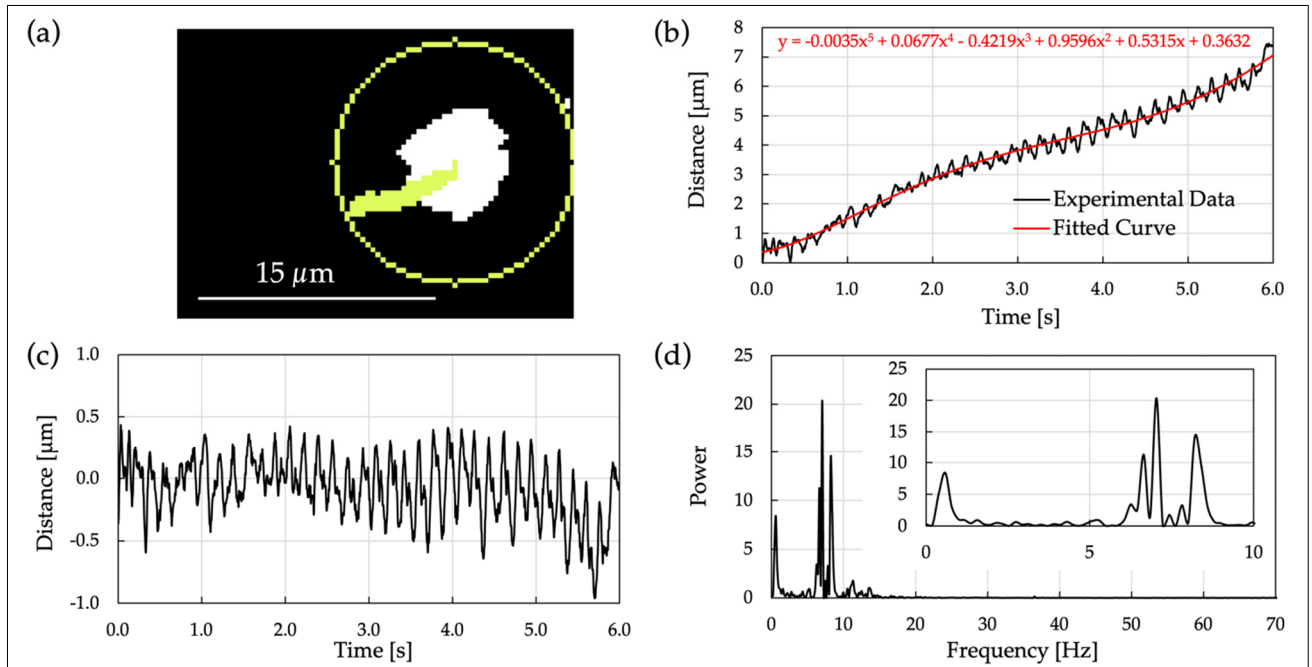 (a)
15 µm
(b)
y = -0.0035x⁵ + 0.0677x⁴ - 0.4219x³ + 0.9596x² + 0.5315x + 0.3632
Distance [µm]
8
7
6
5
4
3
2
1
0
Experimental Data
Fitted Curve
0.0 1.0 2.0 3.0 4.0 5.0 6.0
Time [s]
(c)
Distance [µm]
1.0
0.5
0.0
-0.5
-1.0
0.0 1.0 2.0 3.0 4.0 5.0 6.0
Time [s]
(d)
Power
25
20
15
10
5
0
0 10 20 30 40 50 60 70
Frequency [Hz]
25
20
15
10
5
0
0 5 10